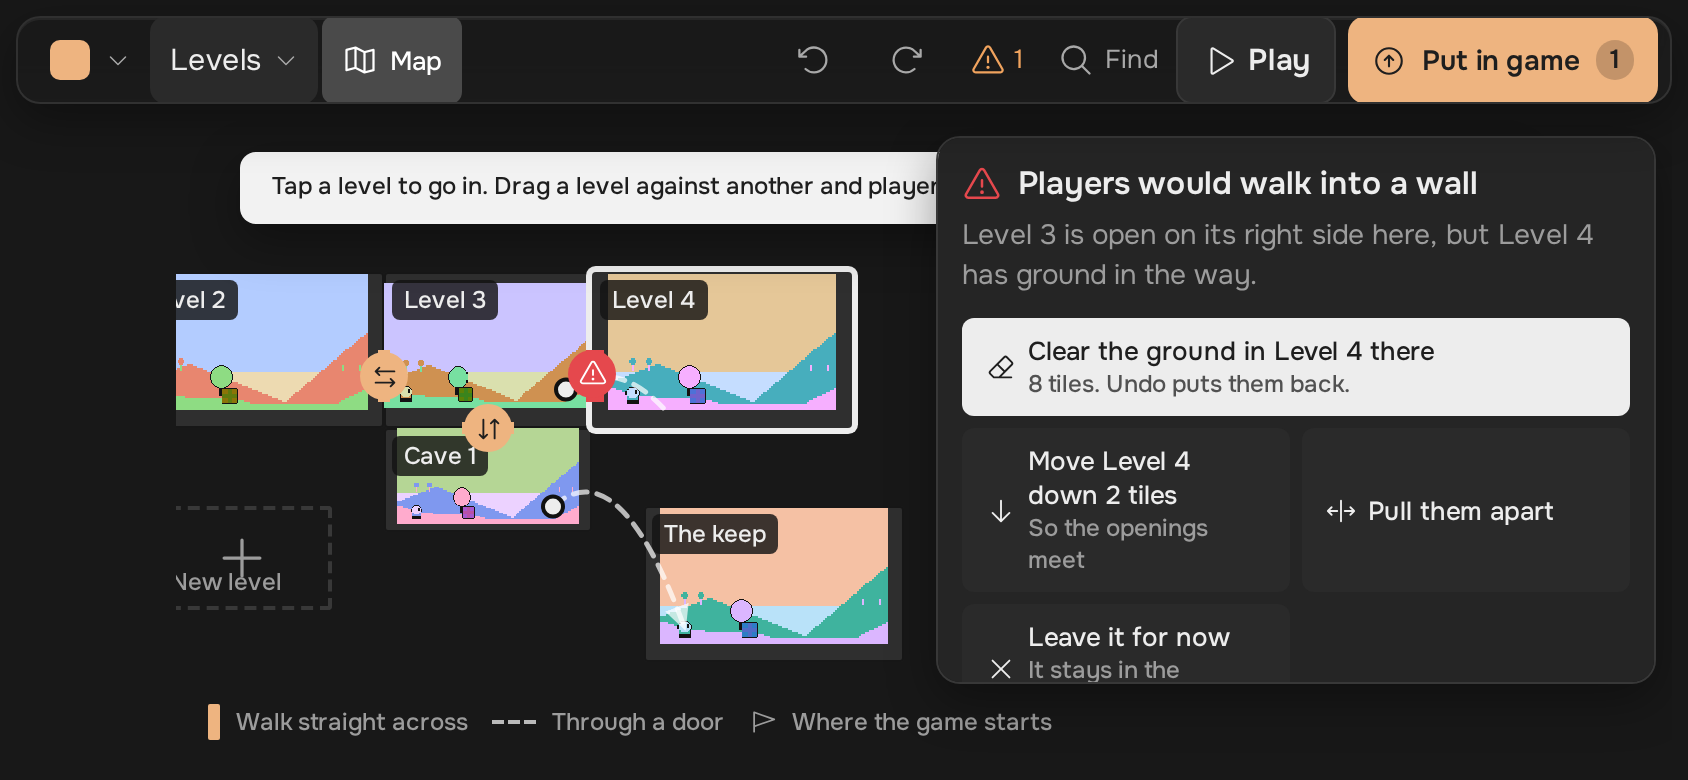 Levels
Map
1
Find
Play
Put in game 1
Tap a level to go in. Drag a level against another and player
Players would walk into a wall
Level 3 is open on its right side here, but Level 4
has ground in the way.
Clear the ground in Level 4 there
8 tiles. Undo puts them back.
Move Level 4
down 2 tiles
So the openings
meet
Pull them apart
Leave it for now
It stays in the
vel 2
Level 3
Level 4
Cave 1
The keep
New level
Walk straight across
Through a door
Where the game starts